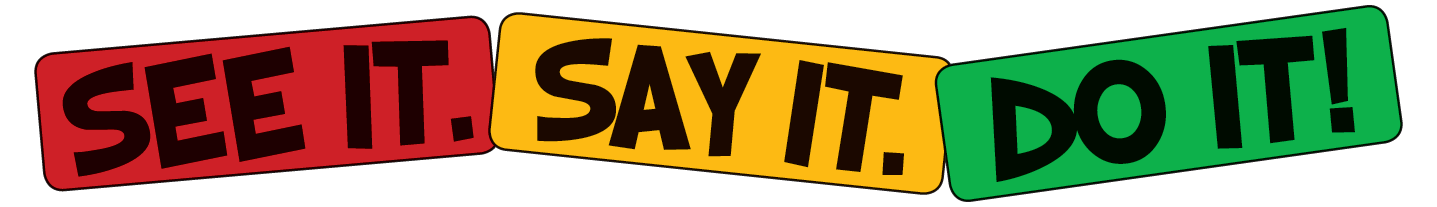 SEE IT. SAY IT. DO IT!